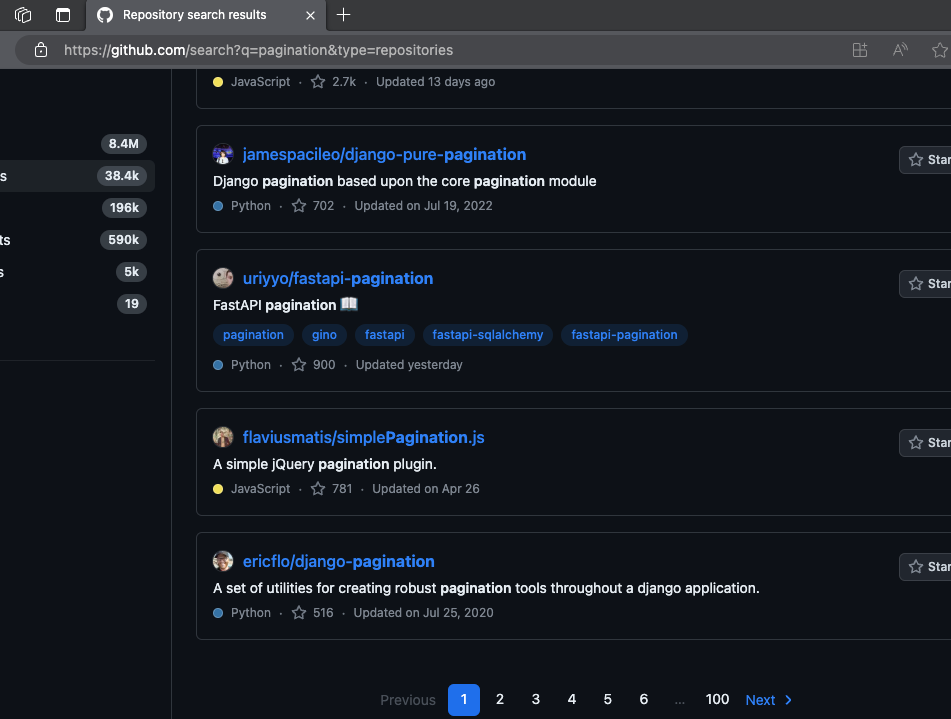 Repository search results
https://github.com/search?q=pagination&type=repositories
JavaScript · 2.7k · Updated 13 days ago
8.4M
s 38.4k
196k
ts 590k
s 5k
19
jamespacileo/django-pure-pagination
Star
Django pagination based upon the core pagination module
Python · 702 · Updated on Jul 19, 2022
uriyyo/fastapi-pagination
Star
FastAPI pagination 📖
pagination gino fastapi fastapi-sqlalchemy fastapi-pagination
Python · 900 · Updated yesterday
flaviusmatis/simplePagination.js
Star
A simple jQuery pagination plugin.
JavaScript · 781 · Updated on Apr 26
ericflo/django-pagination
Star
A set of utilities for creating robust pagination tools throughout a django application.
Python · 516 · Updated on Jul 25, 2020
Previous 1 2 3 4 5 6 … 100 Next